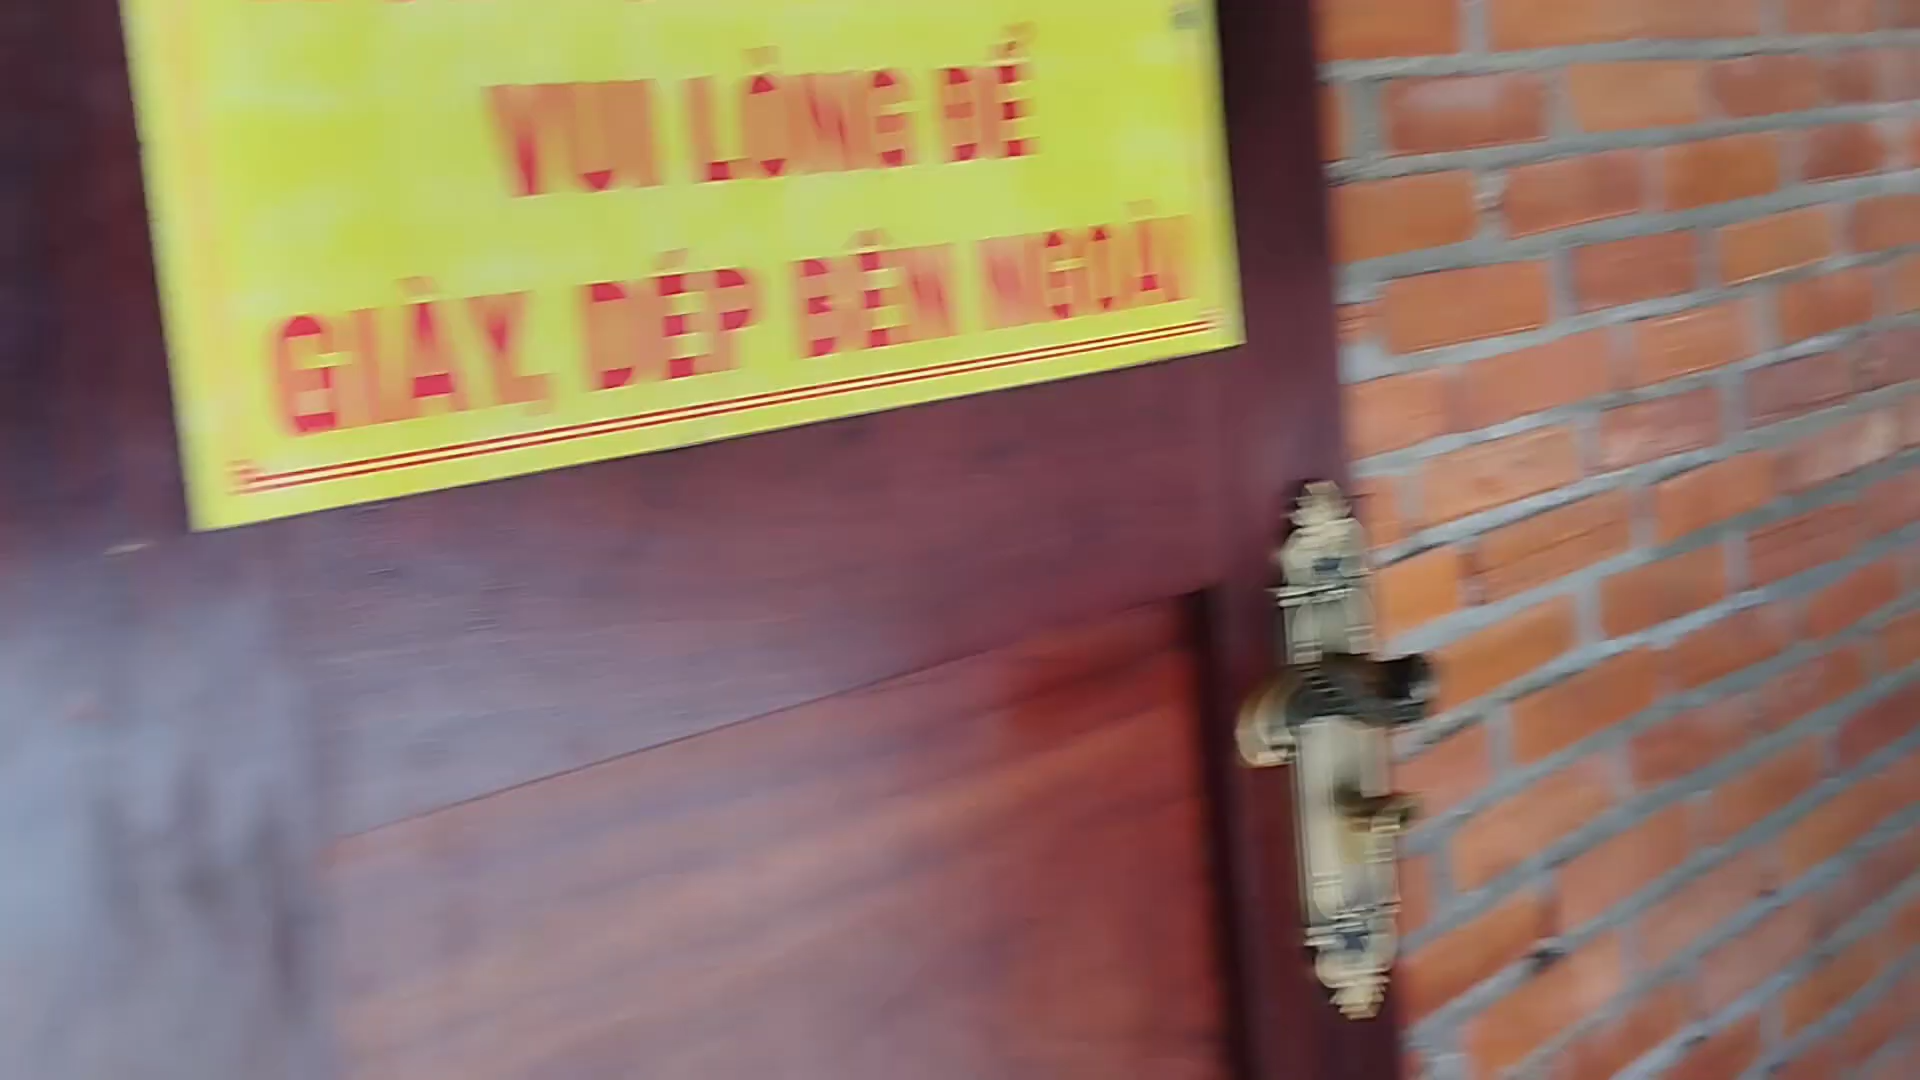 VUI LÒNG ĐỂ
GIÀY, DÉP BÊN NGOÀI